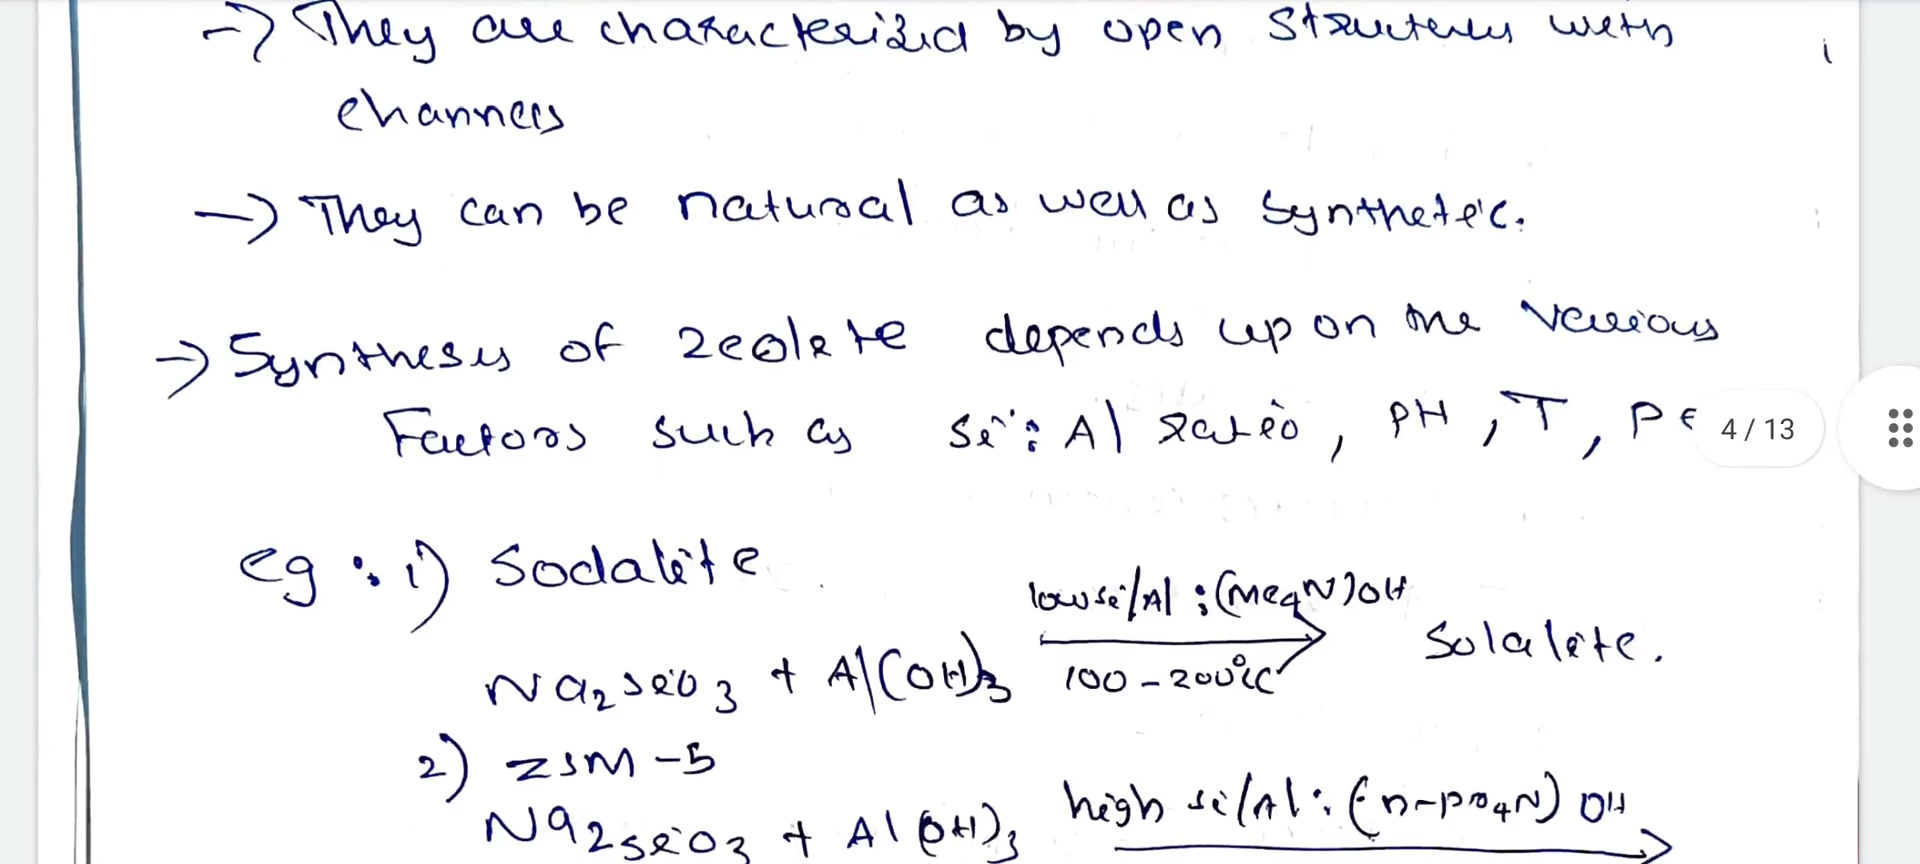 -> They are characterized by open structures with
channels
-> They can be natural as well as synthetic.
-> Synthesis of zeolite depends upon the various
Factors such as Si : Al ratio, PH, T, P
4 / 13
eg : 1) Sodalite
low si/Al ; (Me4N)OH
Na2SiO3 + Al(OH)3 → Solalite.
100 - 200°C
2) ZSM-5
high si/Al : (n-pr4N) OH
Na2SiO3 + Al(OH)3 →